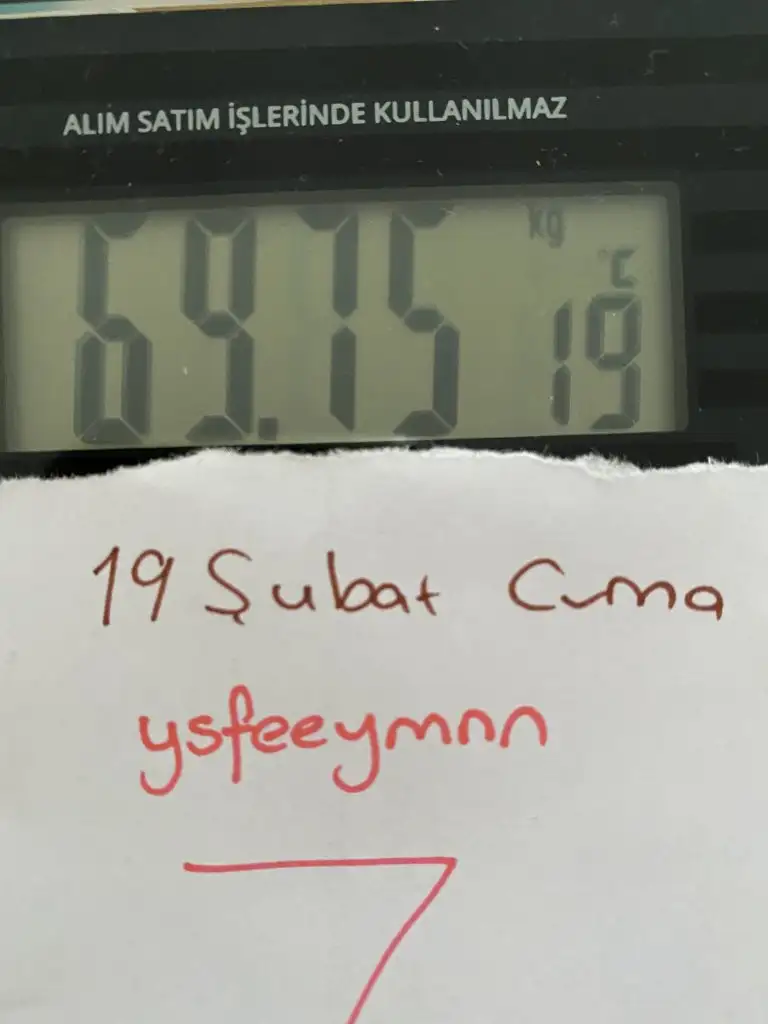 ALIM SATIM İŞLERİNDE KULLANILMAZ
69.75 kg
°C
19
19 Şubat Cuma
ysfeeymnn
7